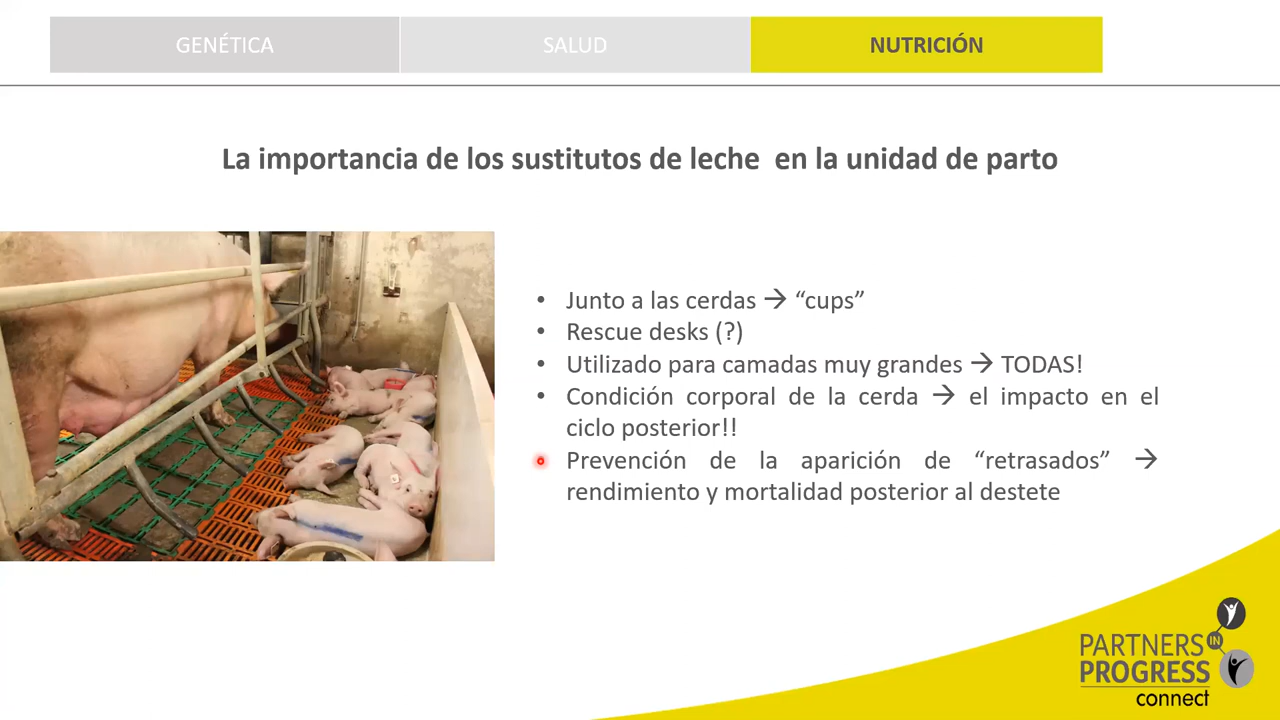 GENÉTICA
SALUD
NUTRICIÓN
La importancia de los sustitutos de leche en la unidad de parto
• Junto a las cerdas → “cups”
• Rescue desks (?)
• Utilizado para camadas muy grandes → TODAS!
• Condición corporal de la cerda → el impacto en el
ciclo posterior!!
• Prevención de la aparición de “retrasados” →
rendimiento y mortalidad posterior al destete
PARTNERS IN
PROGRESS
connect